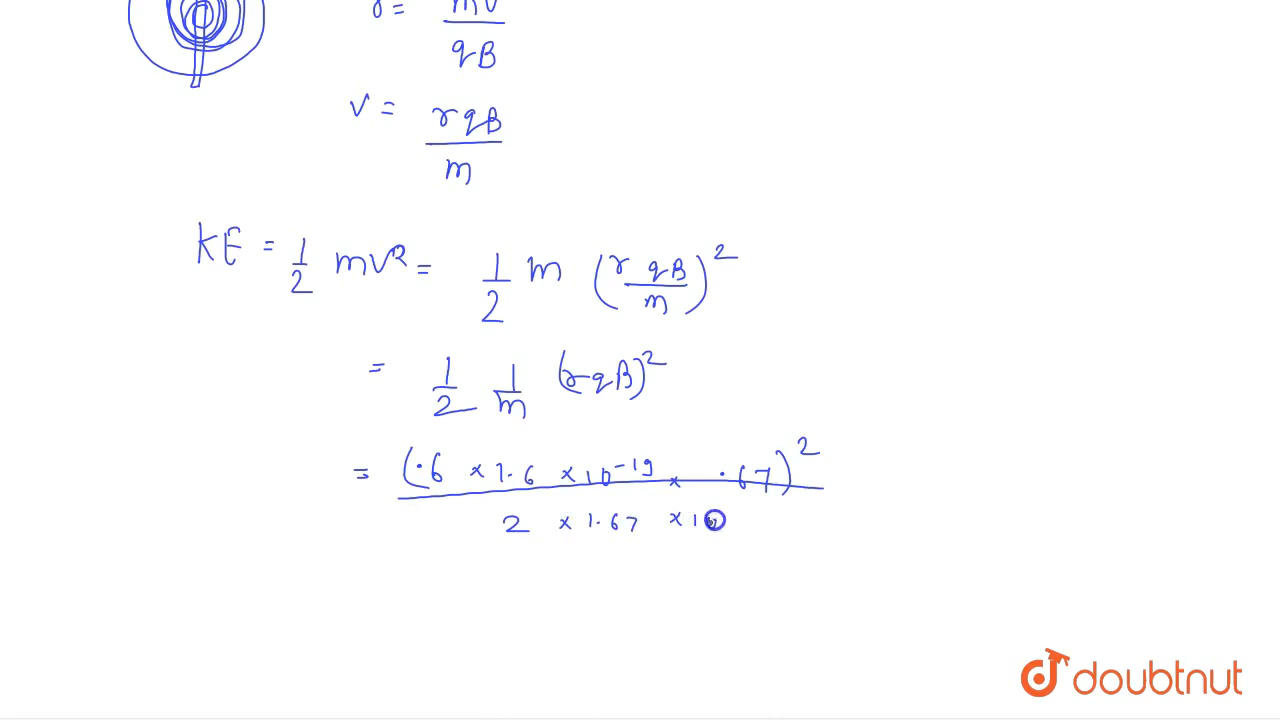 r = mv / qB
v = rqB / m
KE = 1/2 mv² = 1/2 m (r qB / m)²
= 1/2 1/m (rqB)²
= (.6 × 1.6 × 10⁻¹⁹ × .67)² / 2 × 1.67 × 10
doubtnut